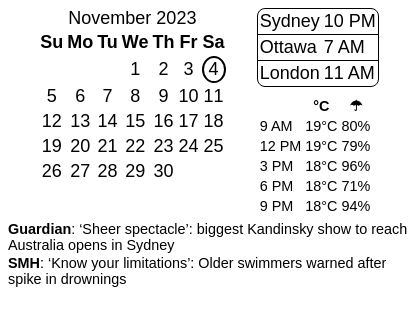 November 2023
Su Mo Tu We Th Fr Sa
1 2 3 4
5 6 7 8 9 10 11
12 13 14 15 16 17 18
19 20 21 22 23 24 25
26 27 28 29 30
Sydney 10 PM
Ottawa 7 AM
London 11 AM
°C ☂
9 AM 19°C 80%
12 PM 19°C 79%
3 PM 18°C 96%
6 PM 18°C 71%
9 PM 18°C 94%
Guardian: ‘Sheer spectacle’: biggest Kandinsky show to reach
Australia opens in Sydney
SMH: ‘Know your limitations’: Older swimmers warned after
spike in drownings